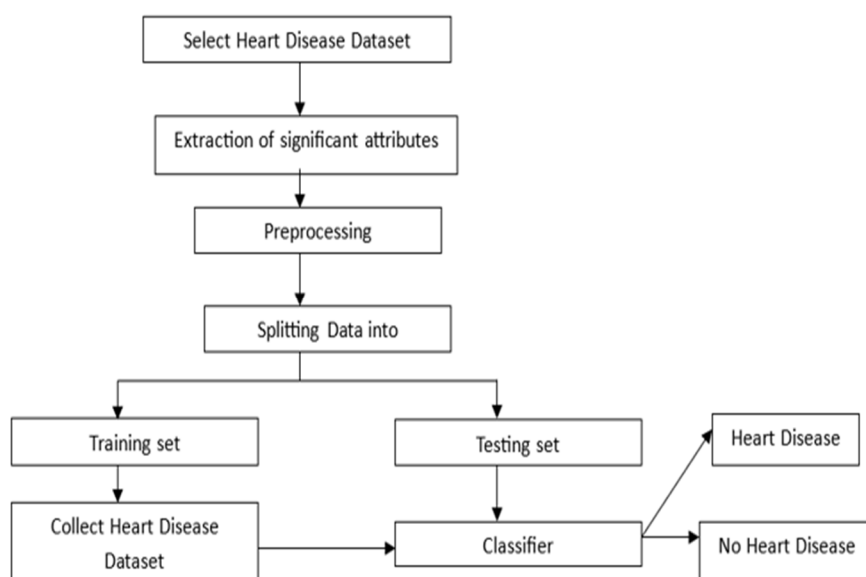 Select Heart Disease Dataset
Extraction of significant attributes
Preprocessing
Splitting Data into
Training set
Testing set
Heart Disease
Collect Heart Disease
Dataset
Classifier
No Heart Disease